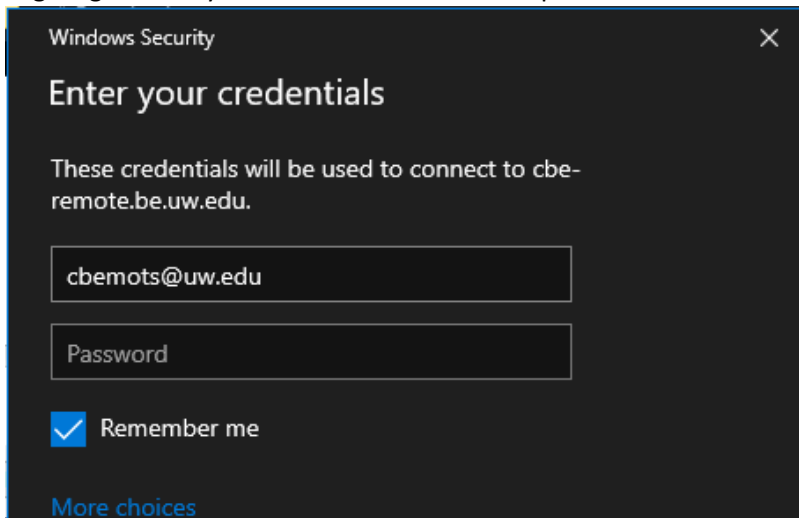 Windows Security
Enter your credentials
These credentials will be used to connect to cbe-
remote.be.uw.edu.
cbemots@uw.edu
Password
Remember me
More choices